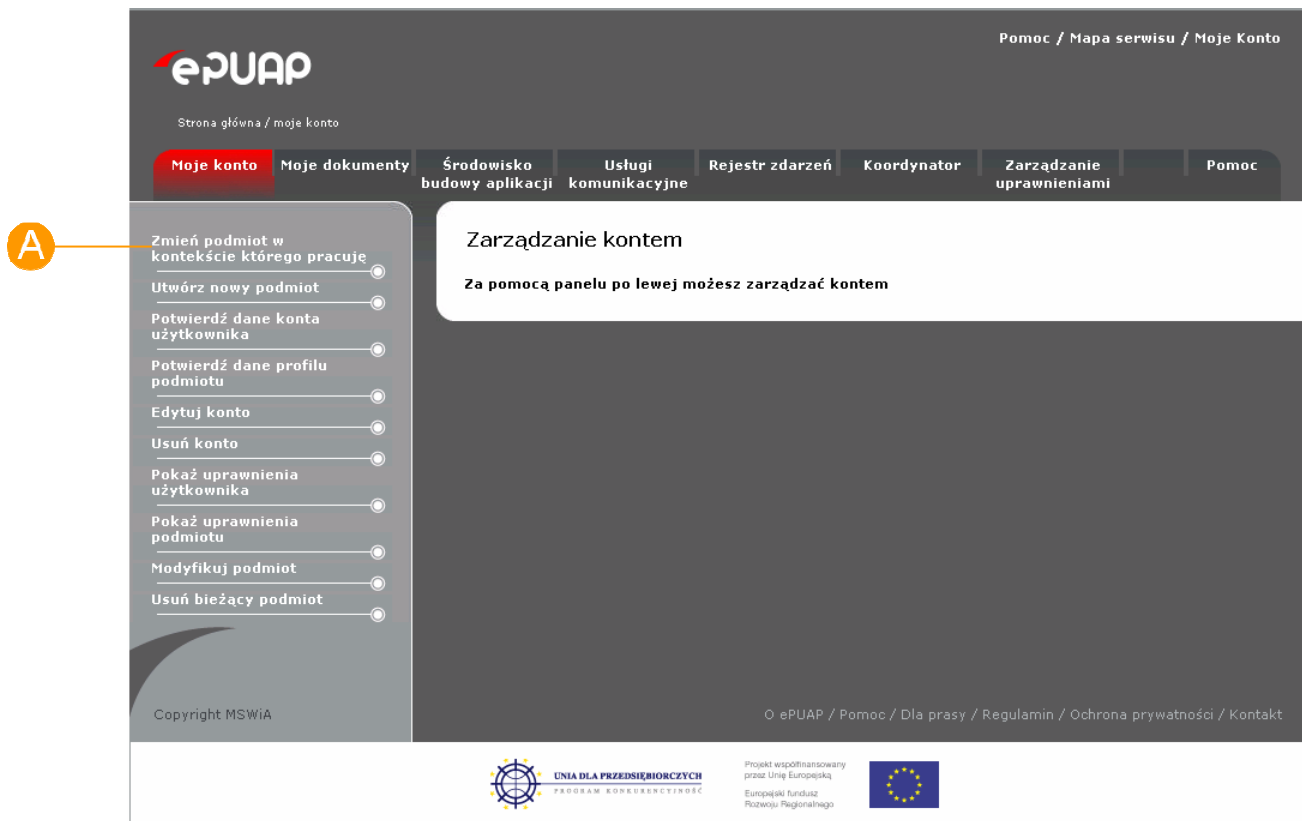 Pomoc / Mapa serwisu / Moje Konto
ePUAP
Strona główna / moje konto
Moje konto
Moje dokumenty
Środowisko
budowy aplikacji
Usługi
komunikacyjne
Rejestr zdarzeń
Koordynator
Zarządzanie
uprawnieniami
Pomoc
A
Zmień podmiot w
kontekście którego pracuję
Utwórz nowy podmiot
Potwierdź dane konta
użytkownika
Potwierdź dane profilu
podmiotu
Edytuj konto
Usuń konto
Pokaż uprawnienia
użytkownika
Pokaż uprawnienia
podmiotu
Modyfikuj podmiot
Usuń bieżący podmiot
Zarządzanie kontem
Za pomocą panelu po lewej możesz zarządzać kontem
Copyright MSWiA
O ePUAP / Pomoc / Dla prasy / Regulamin / Ochrona prywatności / Kontakt
UNIA DLA PRZEDSIĘBIORCZYCH
PROGRAM KONKURENCYJNOŚĆ
Projekt współfinansowany
przez Unię Europejską
Europejski fundusz
Rozwoju Regionalnego